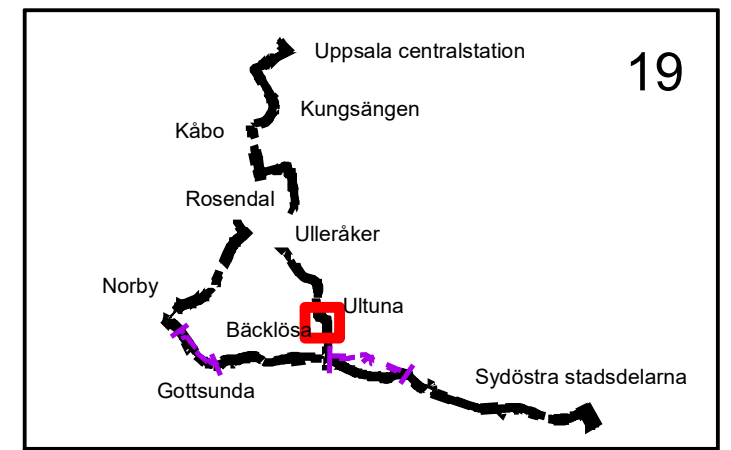 Uppsala centralstation
19
Kungsängen
Kåbo
Rosendal
Ulleråker
Norby
Ultuna
Bäcklösa
Sydöstra stadsdelarna
Gottsunda